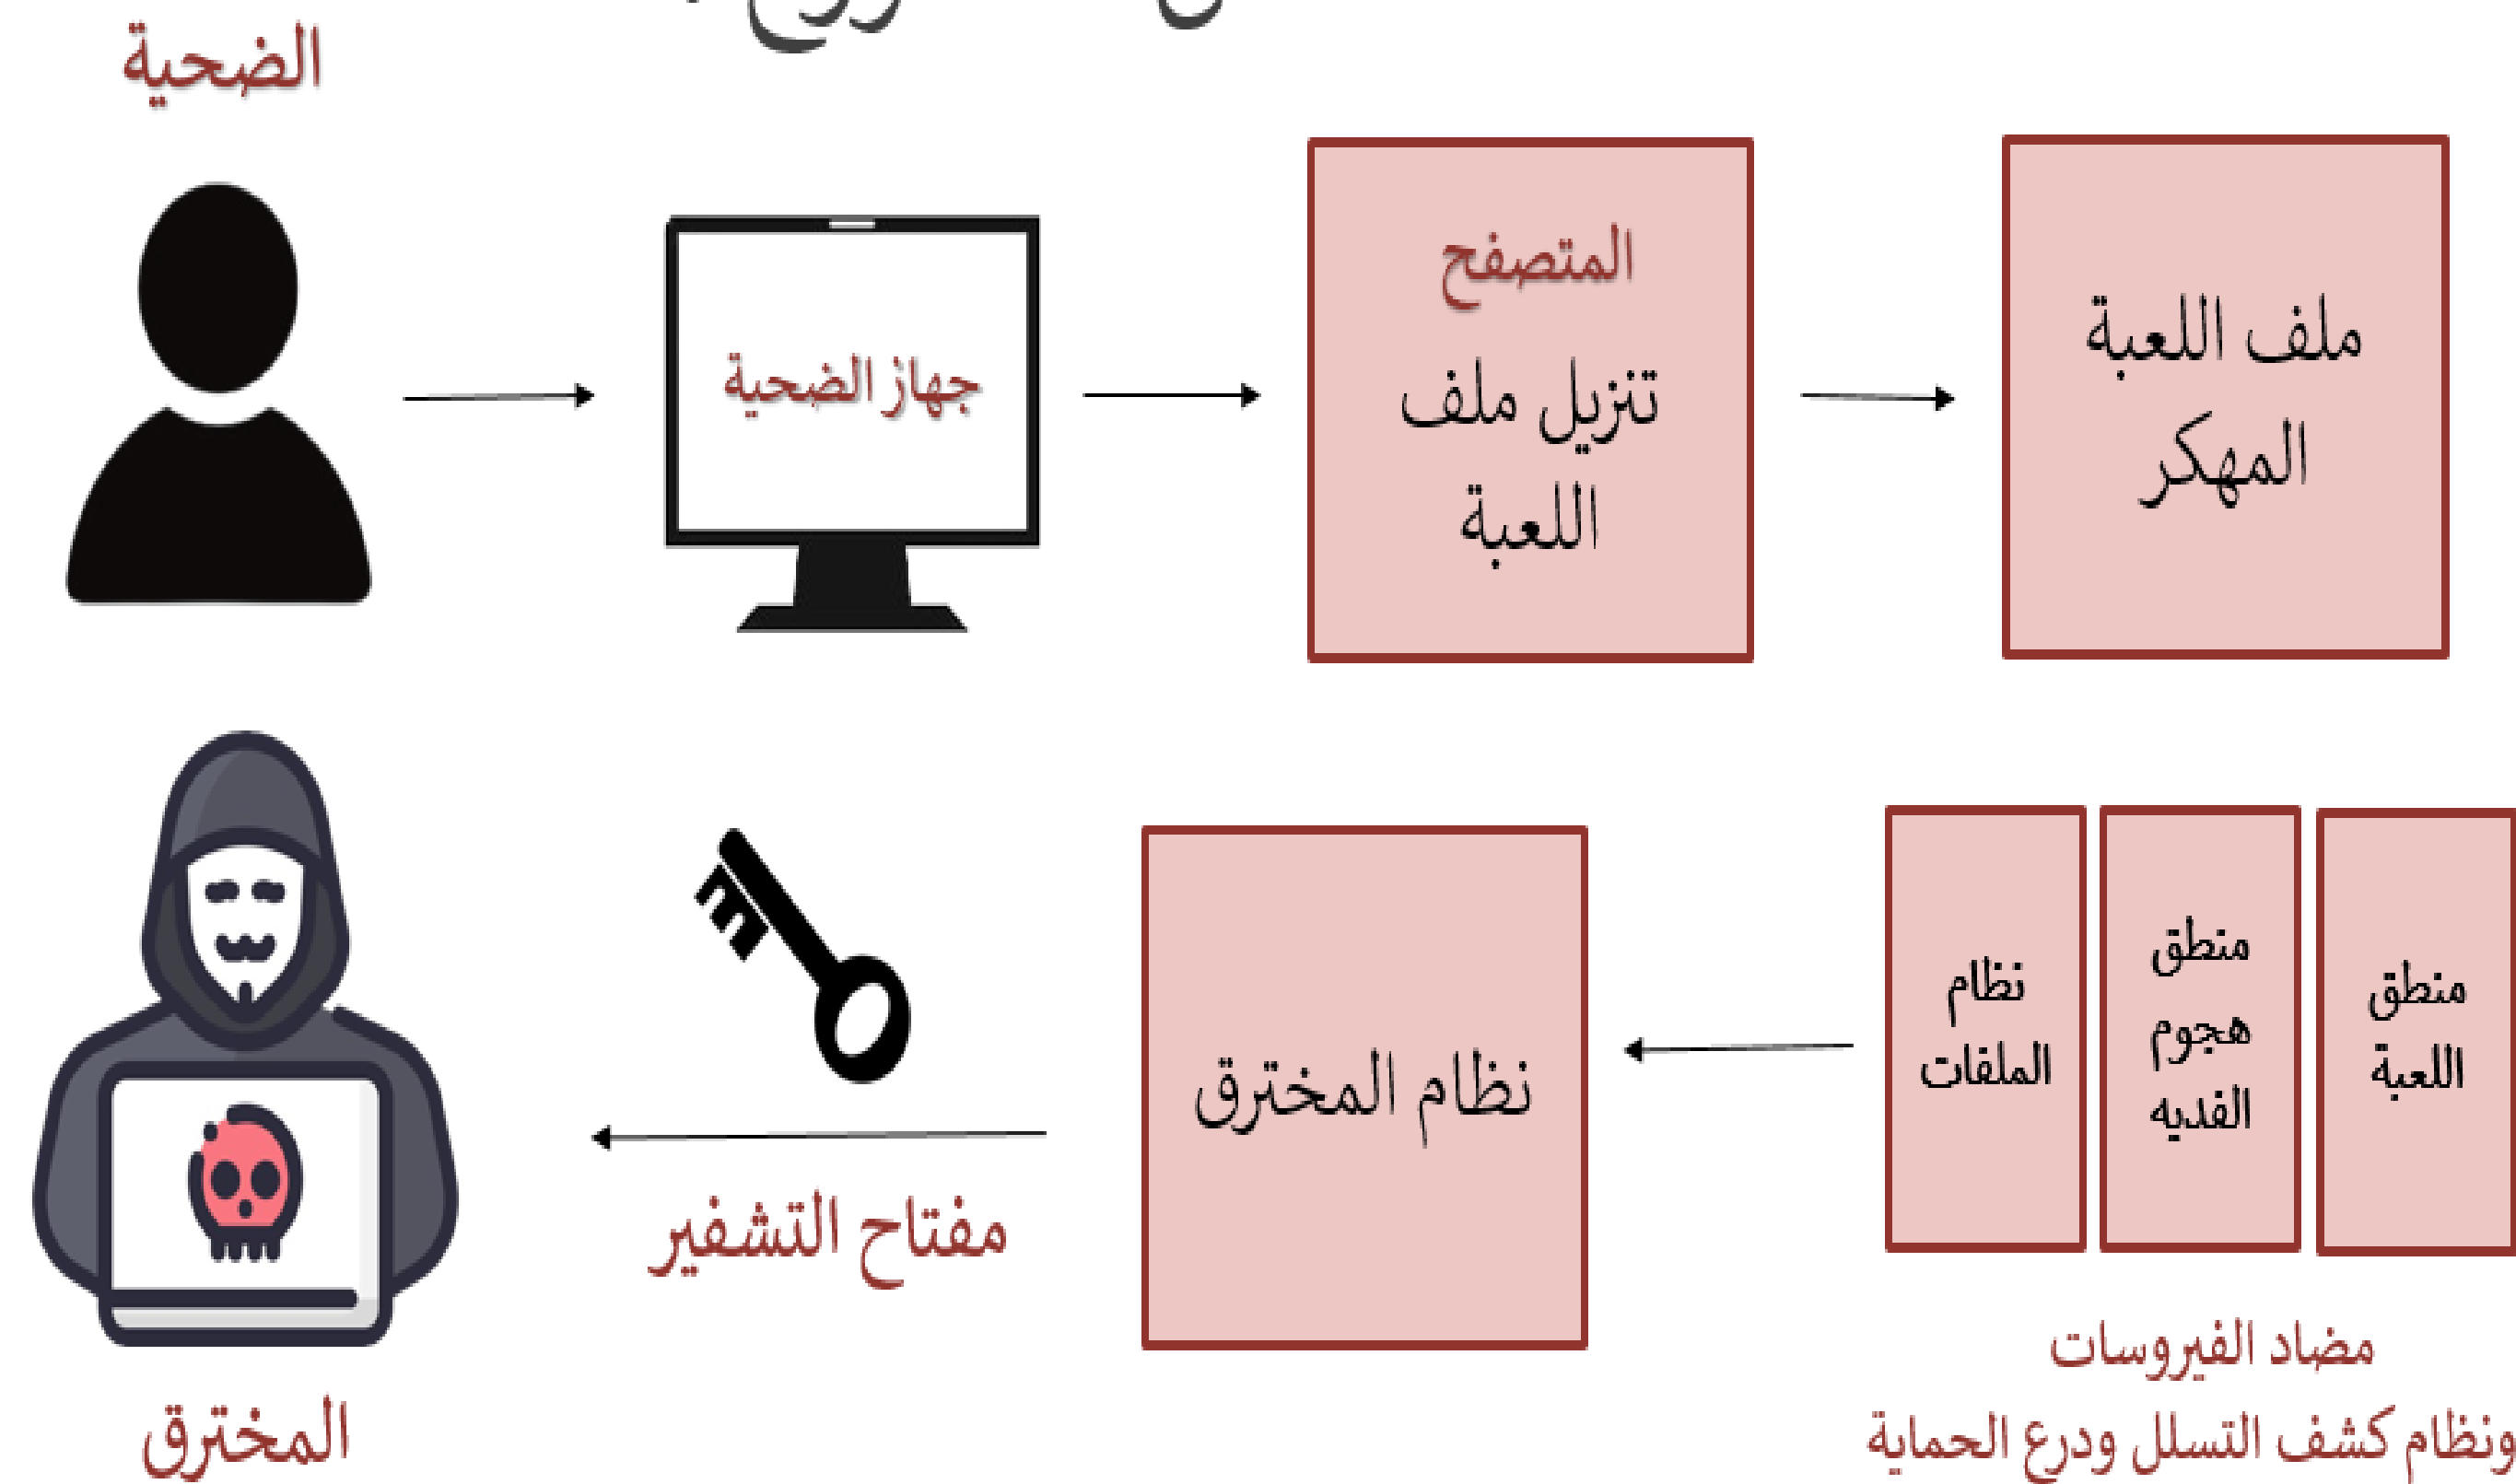 الضحية
جهاز الضحية
المتصفح
تنزيل ملف
اللعبة
ملف اللعبة
المهكر
منطق
اللعبة
منطق
هجوم
الفديه
نظام
الملفات
مضاد الفيروسات
ونظام كشف التسلل ودرع الحماية
نظام المخترق
مفتاح التشفير
المخترق